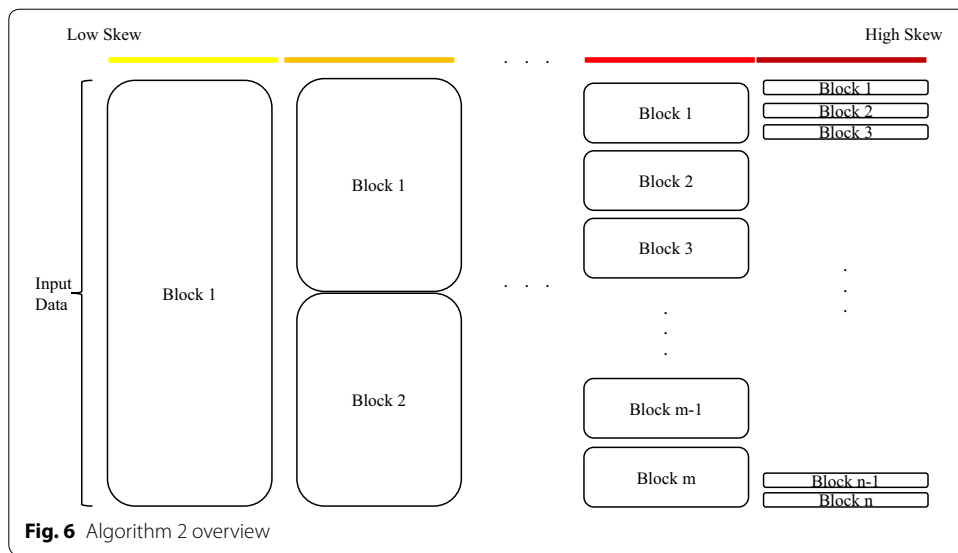 Low Skew
High Skew
. . .
Input
Data
Block 1
Block 1
Block 2
. . .
Block 1
Block 2
Block 3
.
.
.
Block m-1
Block m
Block 1
Block 2
Block 3
.
.
.
Block n-1
Block n
Fig. 6 Algorithm 2 overview